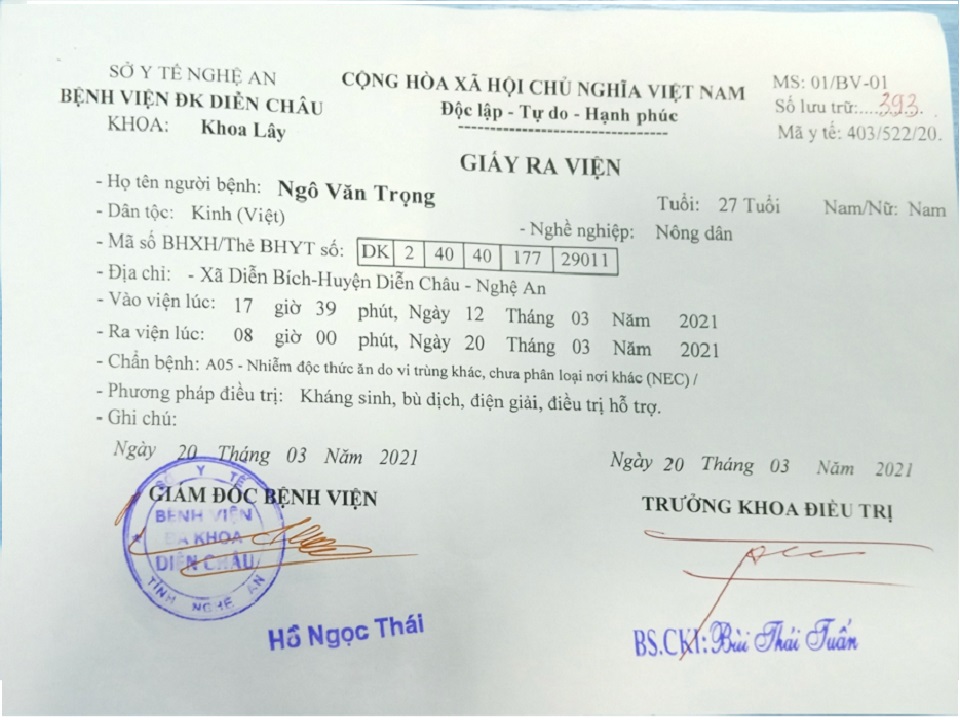 SỞ Y TẾ NGHỆ AN
BỆNH VIỆN ĐK DIỄN CHÂU
KHOA: Khoa Lây
CỘNG HÒA XÃ HỘI CHỦ NGHĨA VIỆT NAM
Độc lập - Tự do - Hạnh phúc
MS: 01/BV-01
Số lưu trữ:.....393.
Mã y tế: 403/522/20.
GIẤY RA VIỆN
- Họ tên người bệnh: Ngô Văn Trọng Tuổi: 27 Tuổi Nam/Nữ: Nam
- Dân tộc: Kinh (Việt) - Nghề nghiệp: Nông dân
- Mã số BHXH/Thẻ BHYT số: DK 2 40 40 177 29011
- Địa chỉ: - Xã Diễn Bích-Huyện Diễn Châu - Nghệ An
- Vào viện lúc: 17 giờ 39 phút, Ngày 12 Tháng 03 Năm 2021
- Ra viện lúc: 08 giờ 00 phút, Ngày 20 Tháng 03 Năm 2021
- Chẩn bệnh: A05 - Nhiễm độc thức ăn do vi trùng khác, chưa phân loại nơi khác (NEC) /
- Phương pháp điều trị: Kháng sinh, bù dịch, điện giải, điều trị hỗ trợ.
- Ghi chú:
Ngày 20 Tháng 03 Năm 2021
GIÁM ĐỐC BỆNH VIỆN
SỞ Y TẾ
BỆNH VIỆN
ĐA KHOA
DIỄN CHÂU
TỈNH NGHỆ AN
Hồ Ngọc Thái
Ngày 20 Tháng 03 Năm 2021
TRƯỞNG KHOA ĐIỀU TRỊ
BS.CKI: Bùi Thái Tuấn